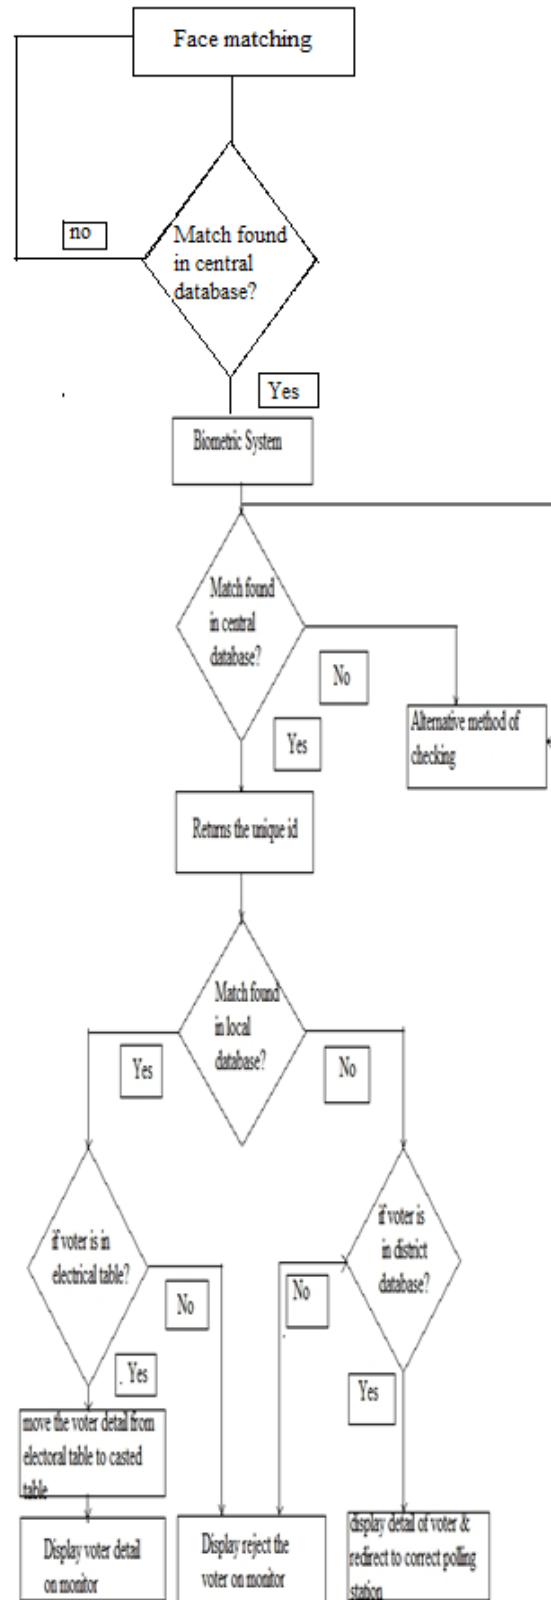 Face matching
no
Match found
in central
database?
Yes
Biometric System
Match found
in central
database?
No
Yes
Alternative method of
checking
Returns the unique id
Match found
in local
database?
Yes
No
if voter is in
electrical table?
if voter is
in district
database?
No
No
Yes
Yes
move the voter detail from
electoral table to casted
table
Display voter detail
on monitor
Display reject the
voter on monitor
display detail of voter &
redirect to correct polling
station